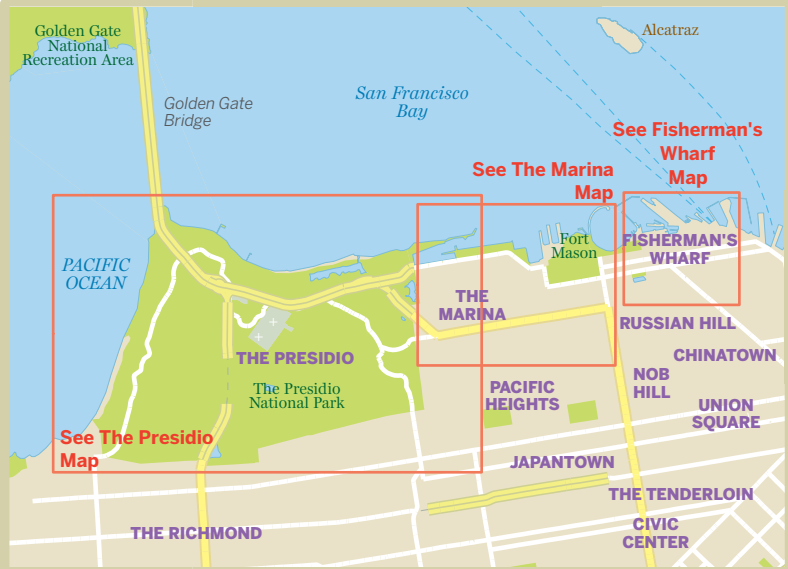 Golden Gate
National
Recreation Area
Alcatraz
Golden Gate
Bridge
San Francisco
Bay
See Fisherman's
Wharf
Map
See The Marina
Map
PACIFIC
OCEAN
Fort
Mason
FISHERMAN'S
WHARF
THE
MARINA
RUSSIAN HILL
THE PRESIDIO
CHINATOWN
The Presidio
National Park
NOB
HILL
PACIFIC
HEIGHTS
UNION
SQUARE
See The Presidio
Map
JAPANTOWN
THE TENDERLOIN
THE RICHMOND
CIVIC
CENTER